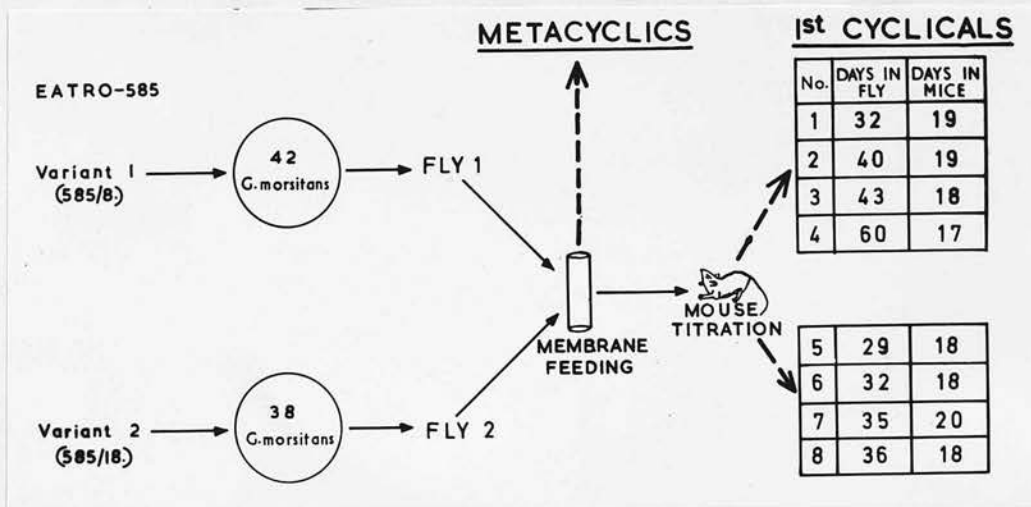 METACYCLICS
1st CYCLICALS
EATRO-585
No. DAYS IN FLY DAYS IN MICE
1 32 19
2 40 19
3 43 18
4 60 17
Variant 1
(585/8.)
42
G. morsitans
FLY 1
MEMBRANE
FEEDING
MOUSE
TITRATION
5 29 18
6 32 18
7 35 20
8 36 18
Variant 2
(585/18.)
38
G. morsitans
FLY 2